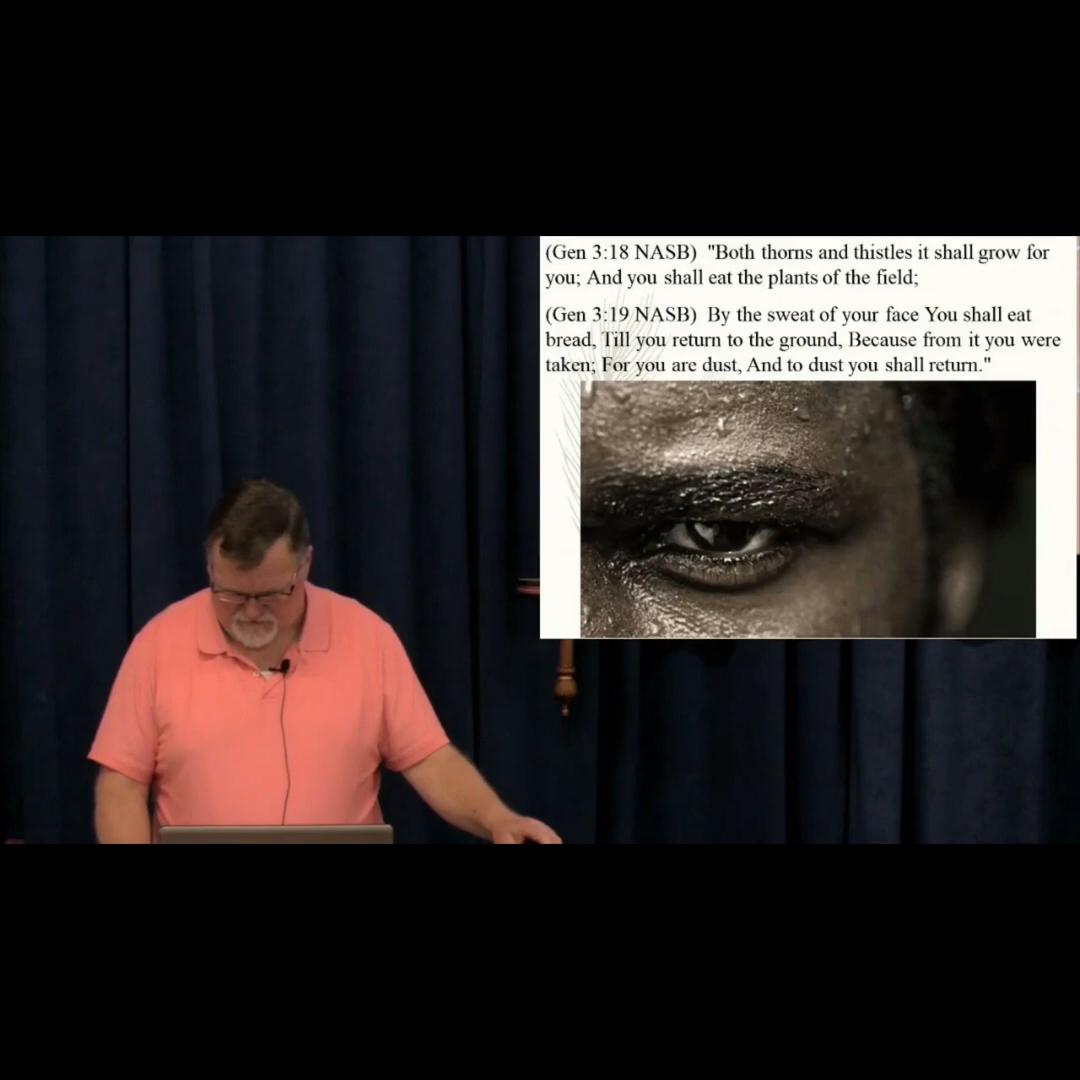 (Gen 3:18 NASB)  "Both thorns and thistles it shall grow for
you; And you shall eat the plants of the field;
(Gen 3:19 NASB)  By the sweat of your face You shall eat
bread, Till you return to the ground, Because from it you were
taken; For you are dust, And to dust you shall return."